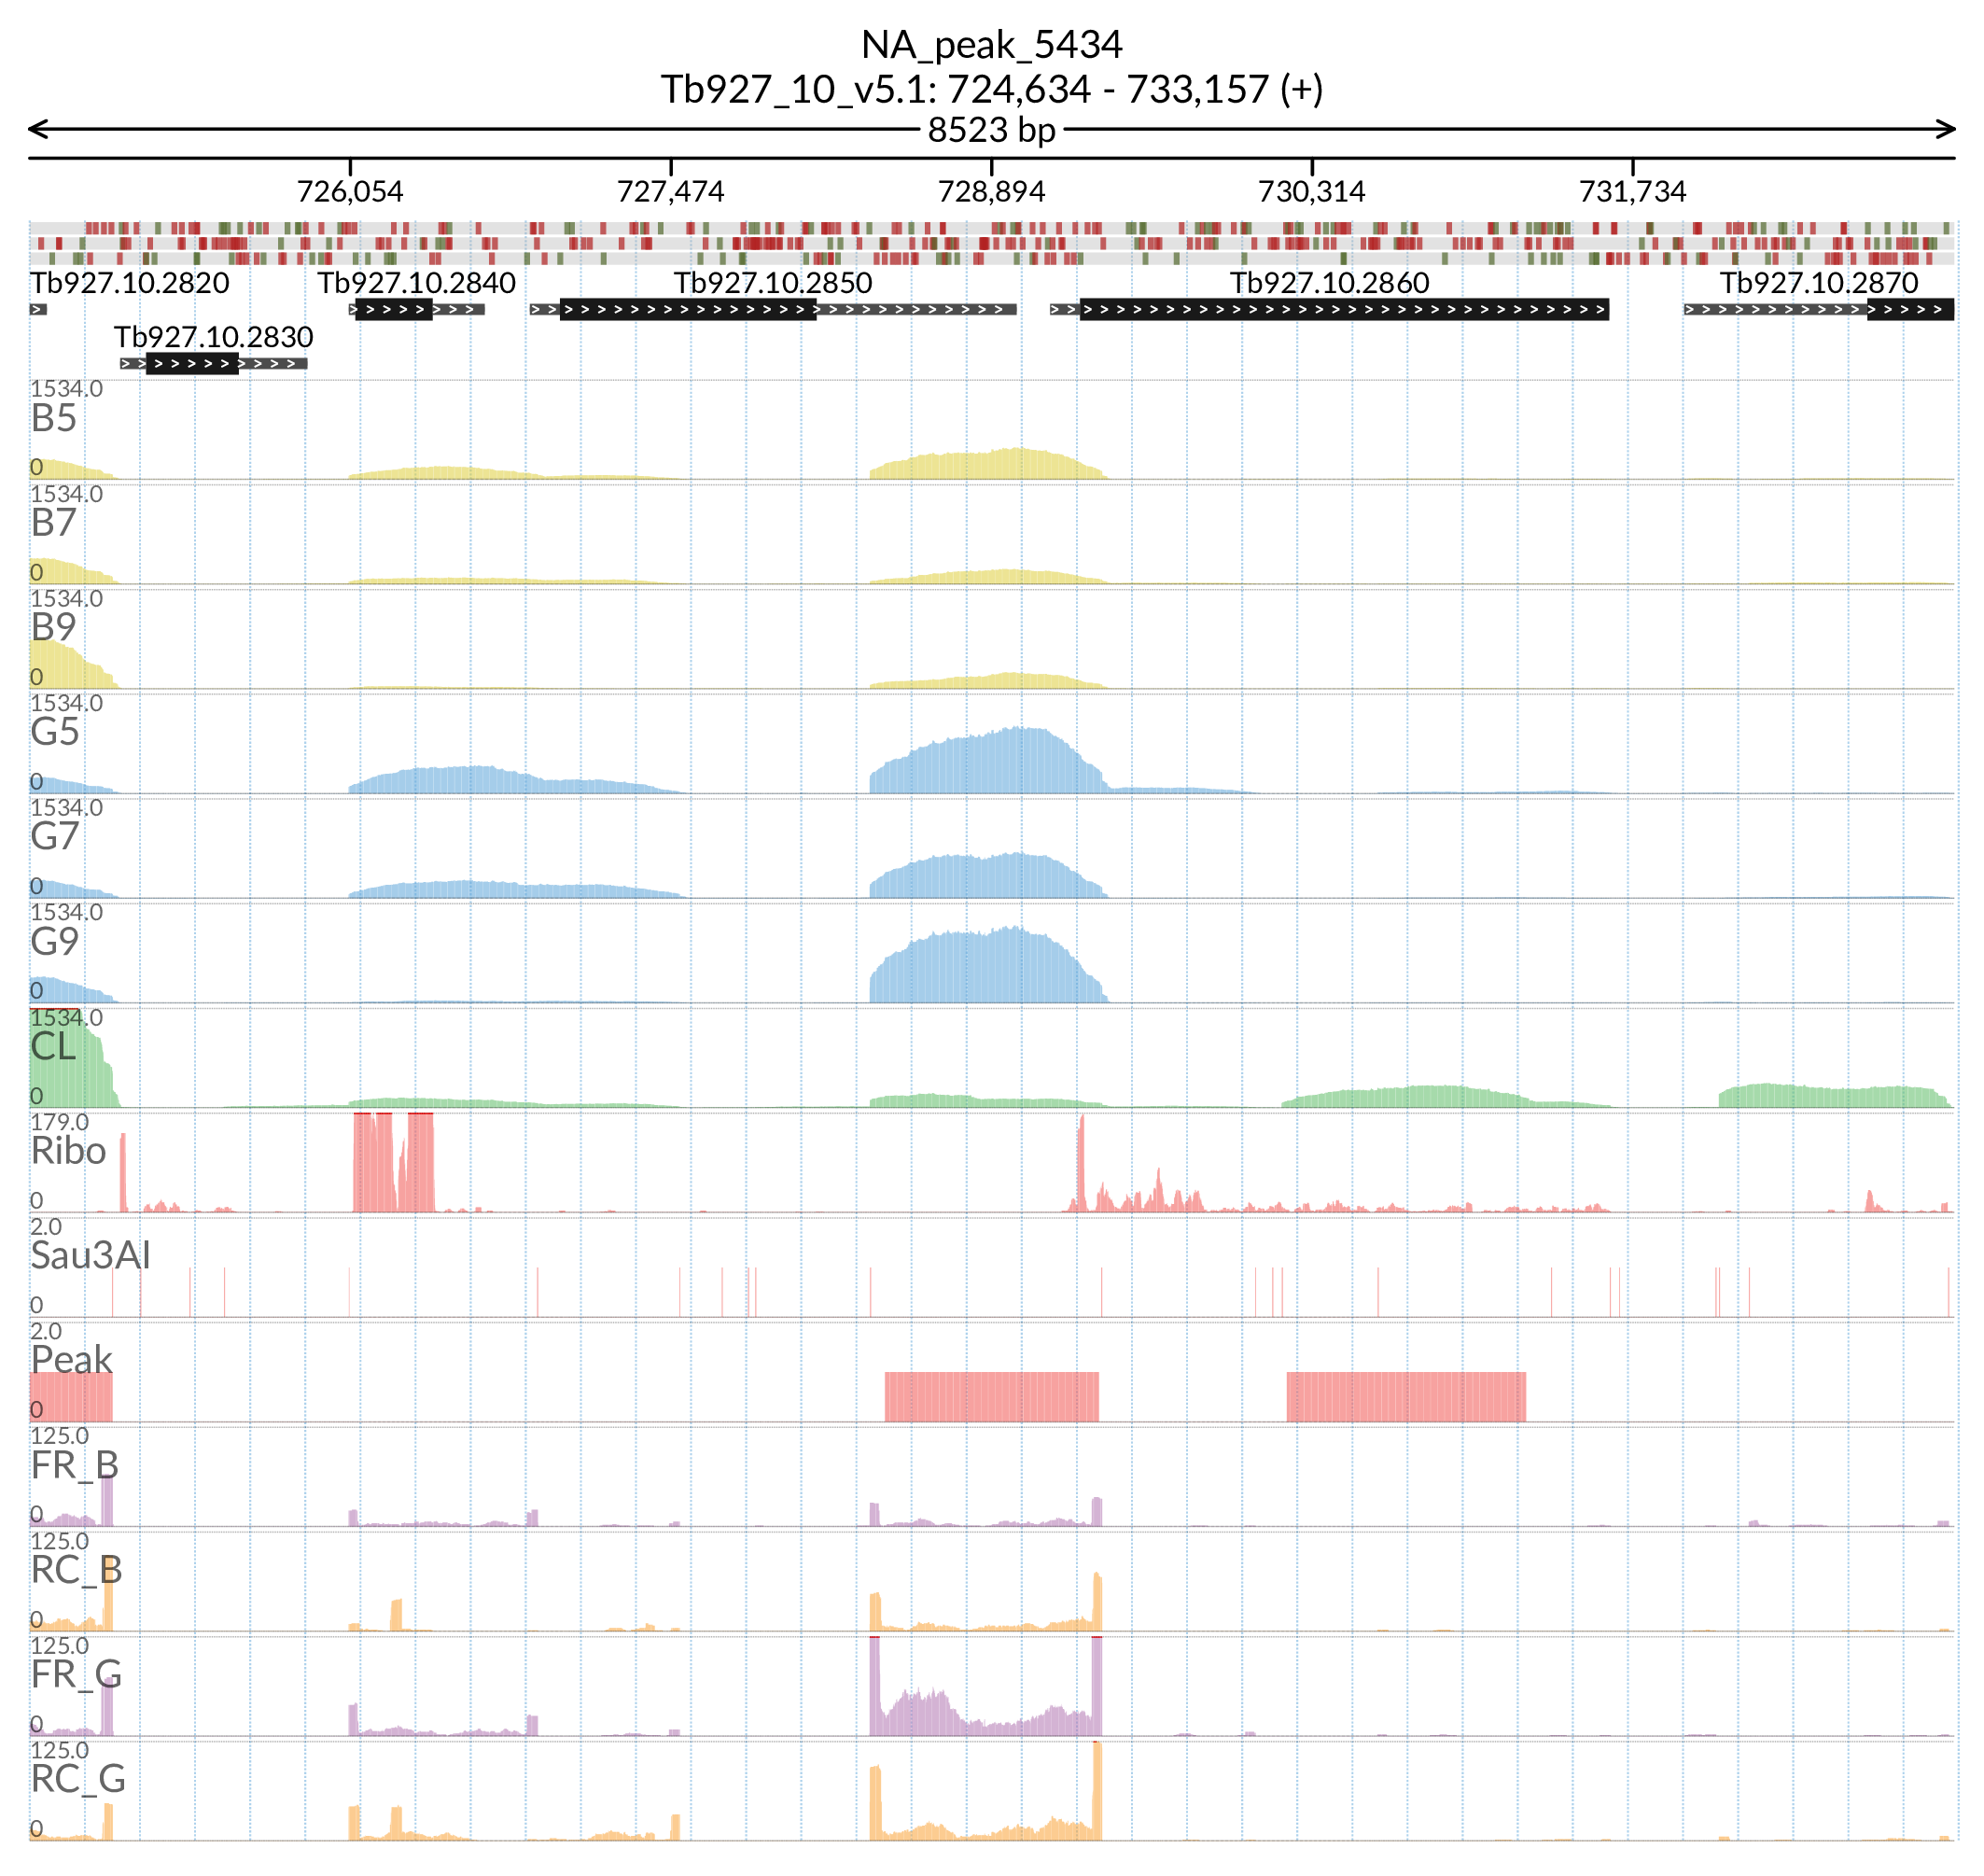 NA_peak_5434
Tb927_10_v5.1: 724,634 - 733,157 (+)
8523 bp
726,054 727,474 728,894 730,314 731,734
Tb927.10.2820 Tb927.10.2840 Tb927.10.2850 Tb927.10.2860 Tb927.10.2870
Tb927.10.2830
1534.0
B5
0
1534.0
B7
0
1534.0
B9
0
1534.0
G5
0
1534.0
G7
0
1534.0
G9
0
1534.0
CL
0
179.0
Ribo
0
2.0
Sau3AI
0
2.0
Peak
0
125.0
FR_B
0
125.0
RC_B
0
125.0
FR_G
0
125.0
RC_G
0